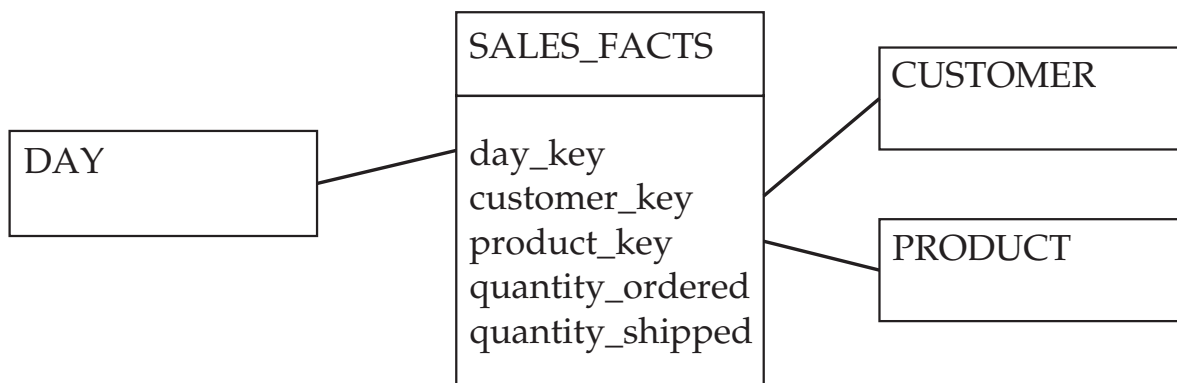 DAY
SALES_FACTS
day_key
customer_key
product_key
quantity_ordered
quantity_shipped
CUSTOMER
PRODUCT